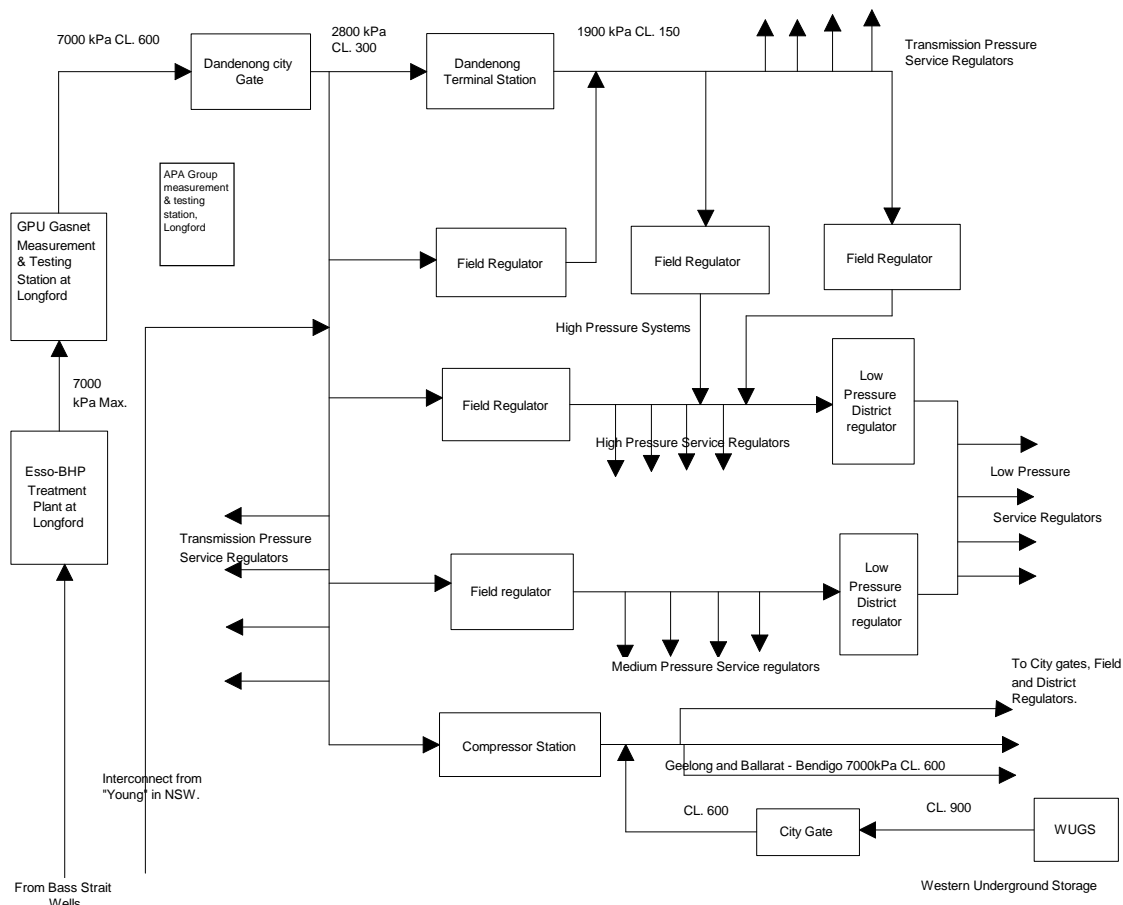 7000 kPa CL. 600
2800 kPa
CL. 300
1900 kPa CL. 150
Transmission Pressure
Service Regulators
Dandenong city
Gate
Dandenong
Terminal Station
APA Group
measurement
& testing
station,
Longford
GPU Gasnet
Measurement
& Testing
Station at
Longford
Field Regulator
Field Regulator
Field Regulator
High Pressure Systems
7000
kPa Max.
Field Regulator
Low
Pressure
District
regulator
High Pressure Service Regulators
Esso-BHP
Treatment
Plant at
Longford
Low Pressure
Service Regulators
Transmission Pressure
Service Regulators
Field regulator
Low
Pressure
District
regulator
Medium Pressure Service regulators
To City gates, Field
and District
Regulators.
Compressor Station
Geelong and Ballarat - Bendigo 7000kPa CL. 600
Interconnect from
"Young" in NSW.
CL. 600
CL. 900
City Gate
WUGS
From Bass Strait
Wells
Western Underground Storage